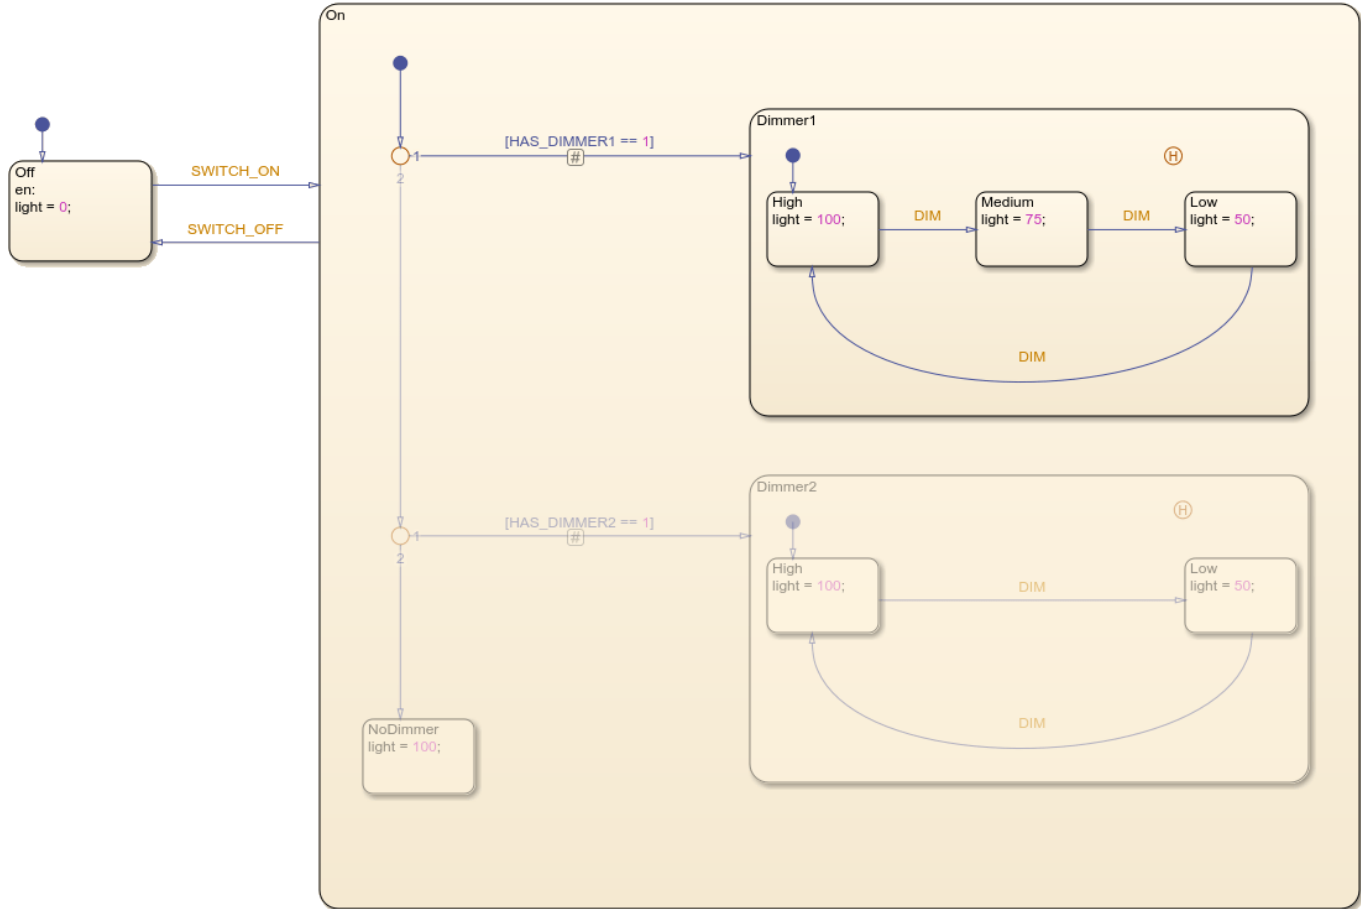 On
Off
en:
light = 0;
SWITCH_ON
SWITCH_OFF
1
2
[HAS_DIMMER1 == 1]
#
Dimmer1
H
High
light = 100;
DIM
Medium
light = 75;
DIM
Low
light = 50;
DIM
1
2
[HAS_DIMMER2 == 1]
#
Dimmer2
H
High
light = 100;
DIM
Low
light = 50;
DIM
NoDimmer
light = 100;